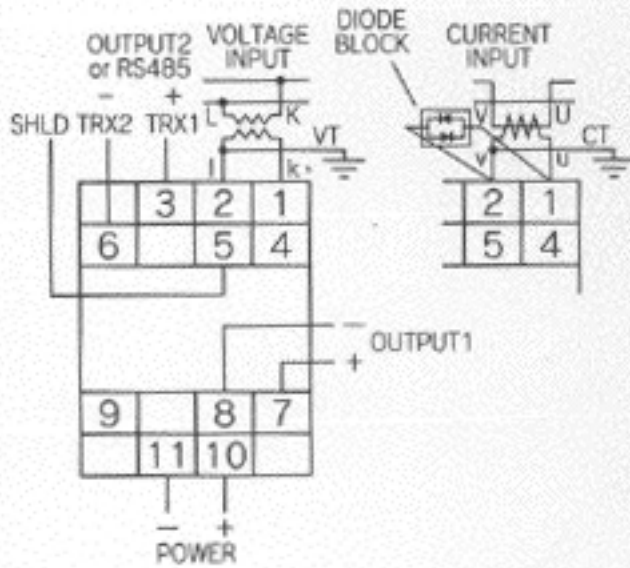 OUTPUT2
or RS485
VOLTAGE
INPUT
DIODE
BLOCK
CURRENT
INPUT
- +
SHLD TRX2 TRX1
L K
VT
l k
V U
CT
v u
3 2 1
6 5 4
2 1
5 4
-
OUTPUT1
+
9 8 7
11 10
- +
POWER